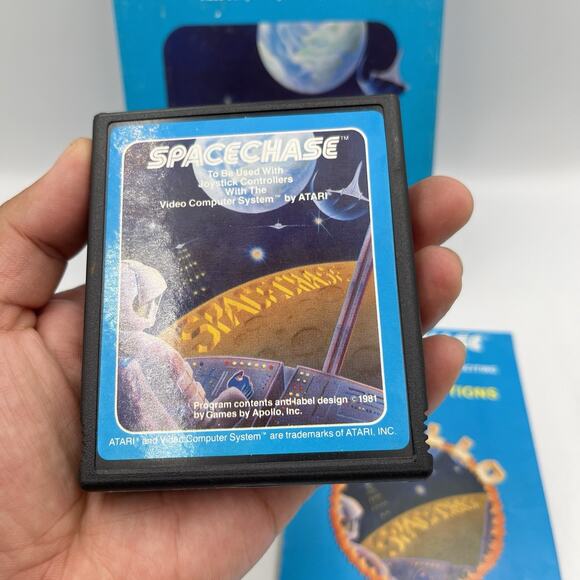 SPACECHASE™
To Be Used With
Joystick Controllers
With The
Video Computer System™ by ATARI®
SPACECHASE
Program contents and label design © 1981
by Games by Apollo, Inc.
ATARI® and Video Computer System™ are trademarks of ATARI, INC.